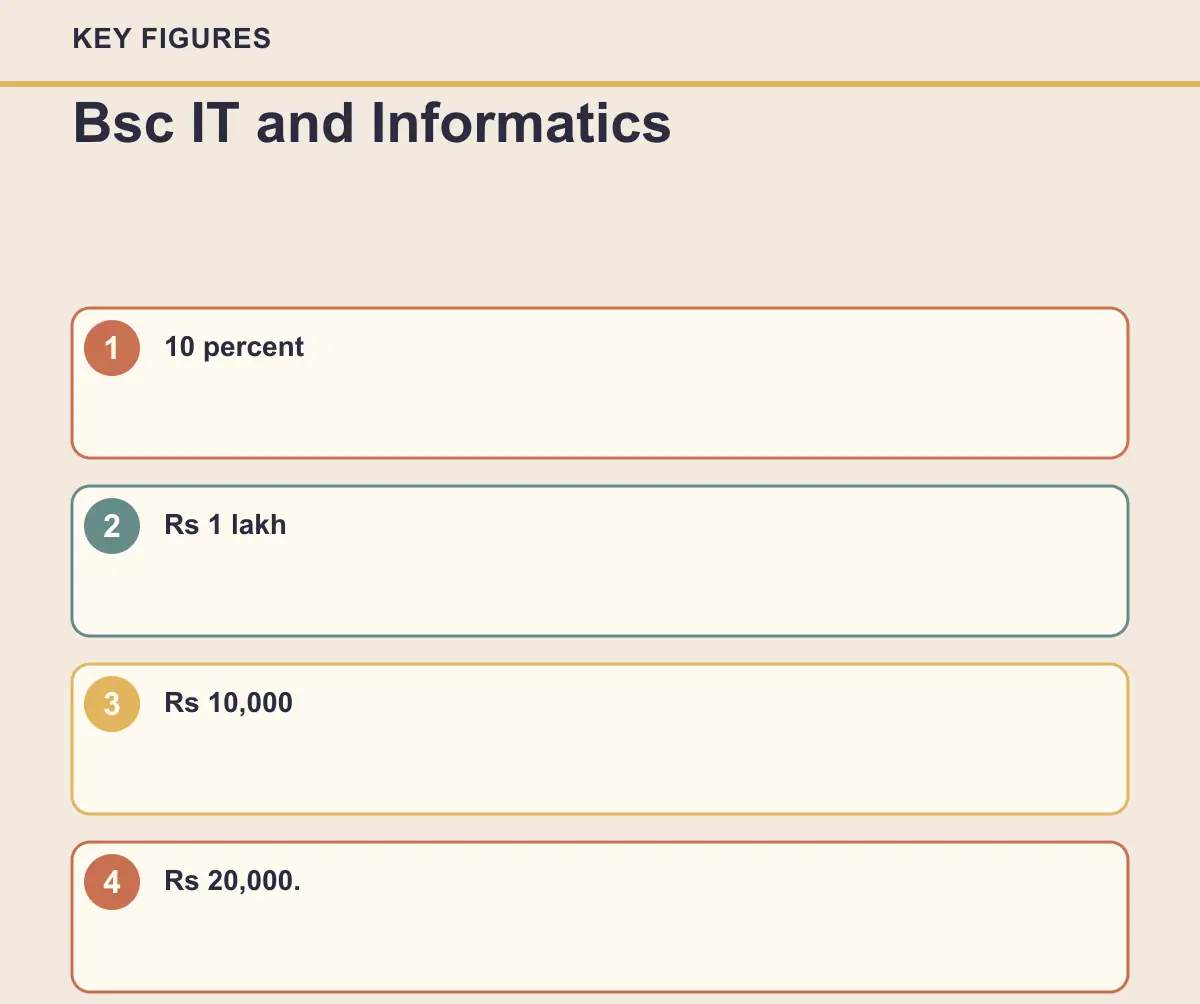 KEY FIGURES
Bsc IT and Informatics
1 10 percent
2 Rs 1 lakh
3 Rs 10,000
4 Rs 20,000.